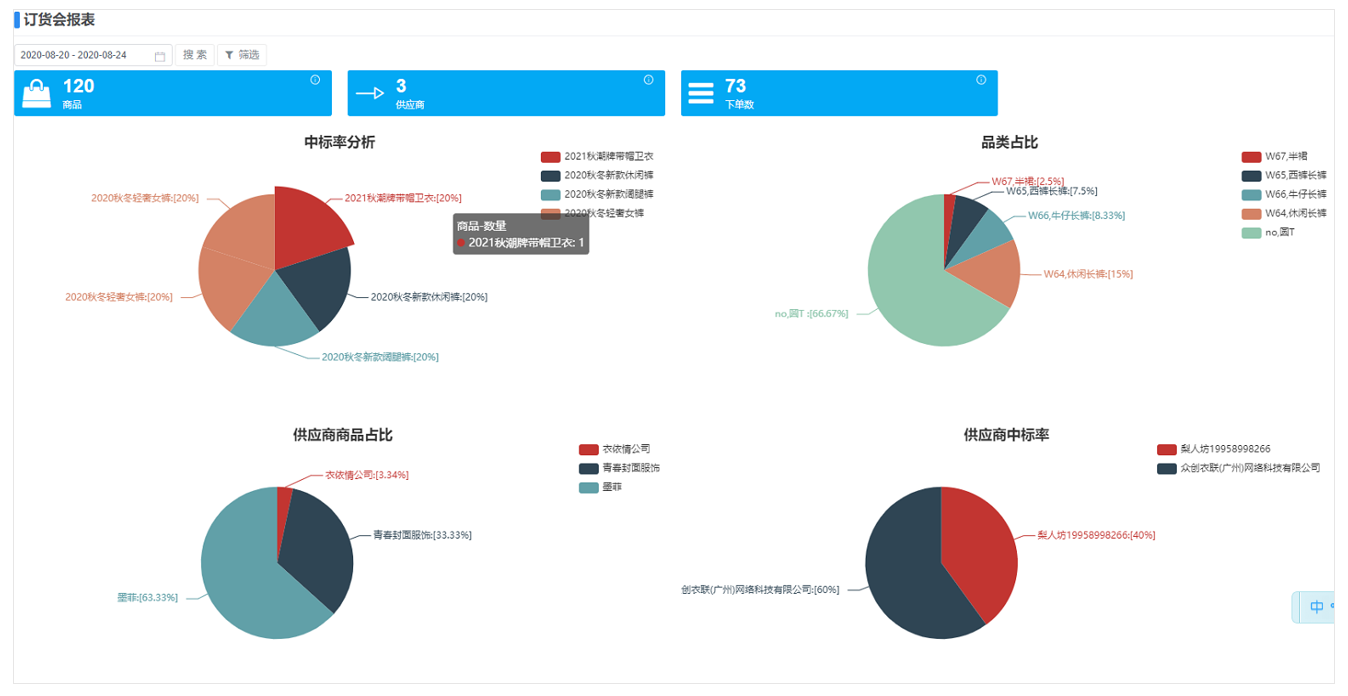 订货会报表
2020-08-20 - 2020-08-24
搜 索
筛选
120
商品
3
供应商
73
下单数
中标率分析
2021秋潮牌带帽卫衣
2020秋冬新款休闲裤
2020秋冬新款阔腿裤
2020秋冬轻奢女裤
2020秋冬轻奢女裤:[20%]
2021秋潮牌带帽卫衣:[20%]
商品-数量
2021秋潮牌带帽卫衣: 1
2020秋冬轻奢女裤:[20%]
2020秋冬新款休闲裤:[20%]
2020秋冬新款阔腿裤:[20%]
品类占比
W67,半裙
W65,西裤长裤
W66,牛仔长裤
W64,休闲长裤
no,圆T
W67,半裙:[2.5%]
W65,西裤长裤:[7.5%]
W66,牛仔长裤:[8.33%]
W64,休闲长裤:[15%]
no,圆T :[66.67%]
供应商商品占比
衣侬情公司
青春封面服饰
墨菲
衣侬情公司:[3.34%]
青春封面服饰:[33.33%]
墨菲:[63.33%]
供应商中标率
梨人坊19958998266
众创衣联(广州)网络科技有限公司
梨人坊19958998266:[40%]
创衣联(广州)网络科技有限公司:[60%]
中